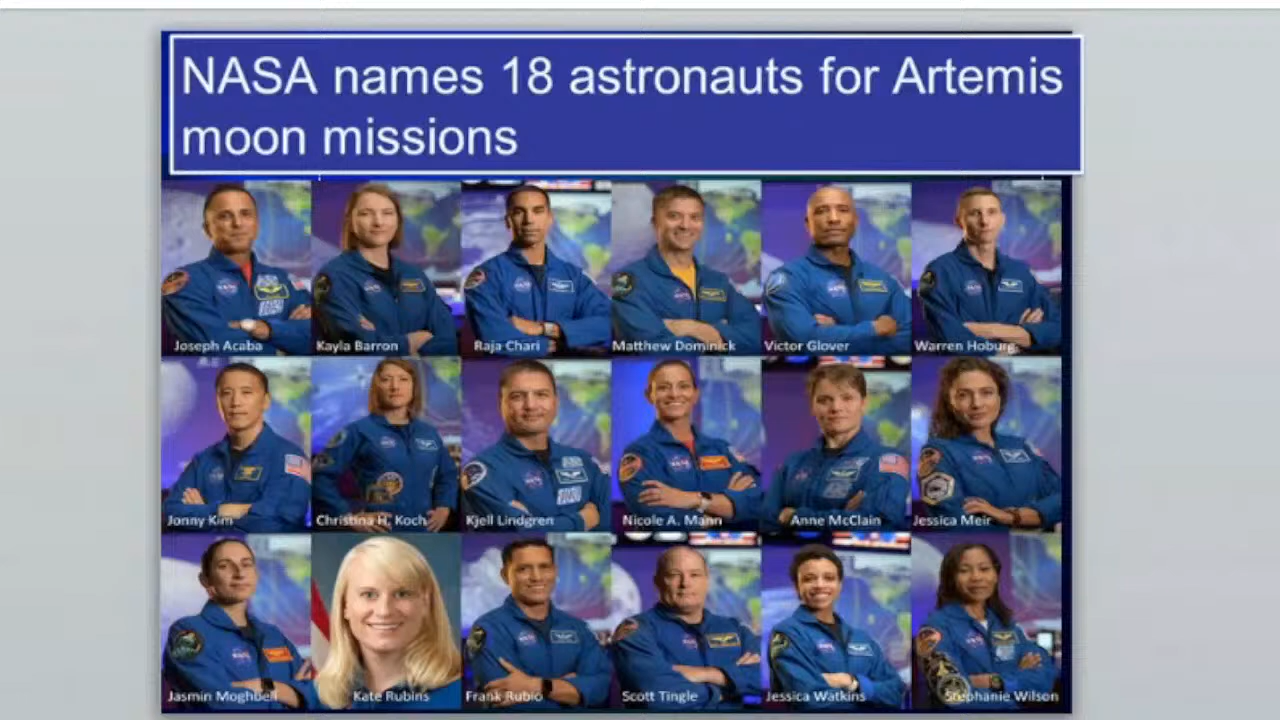 NASA names 18 astronauts for Artemis
moon missions
Joseph Acaba
Kayla Barron
Raja Chari
Matthew Dominick
Victor Glover
Warren Hoburg
Jonny Kim
Christina H. Koch
Kjell Lindgren
Nicole A. Mann
Anne McClain
Jessica Meir
Jasmin Moghbeli
Kate Rubins
Frank Rubio
Scott Tingle
Jessica Watkins
Stephanie Wilson